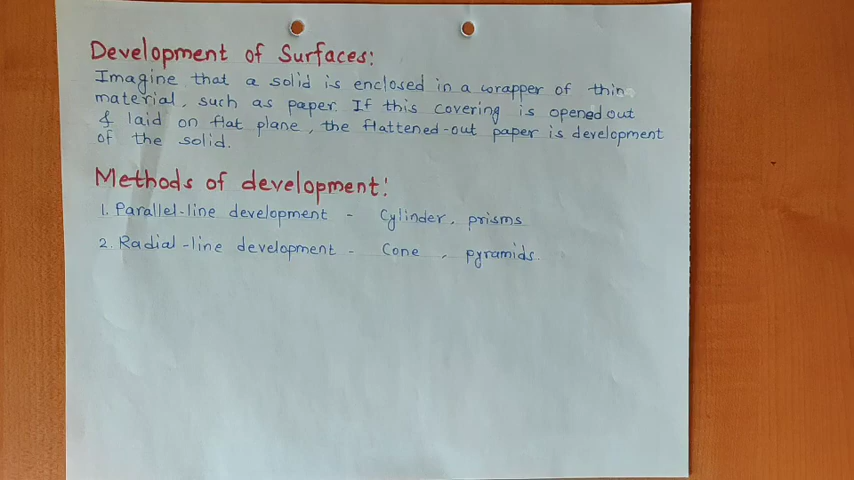 Development of Surfaces:
Imagine that a solid is enclosed in a wrapper of thin
material, such as paper. If this covering is opened out
& laid on flat plane, the flattened-out paper is development
of the solid.
Methods of development:
1. Parallel-line development - Cylinder, prisms
2. Radial-line development - Cone, pyramids.